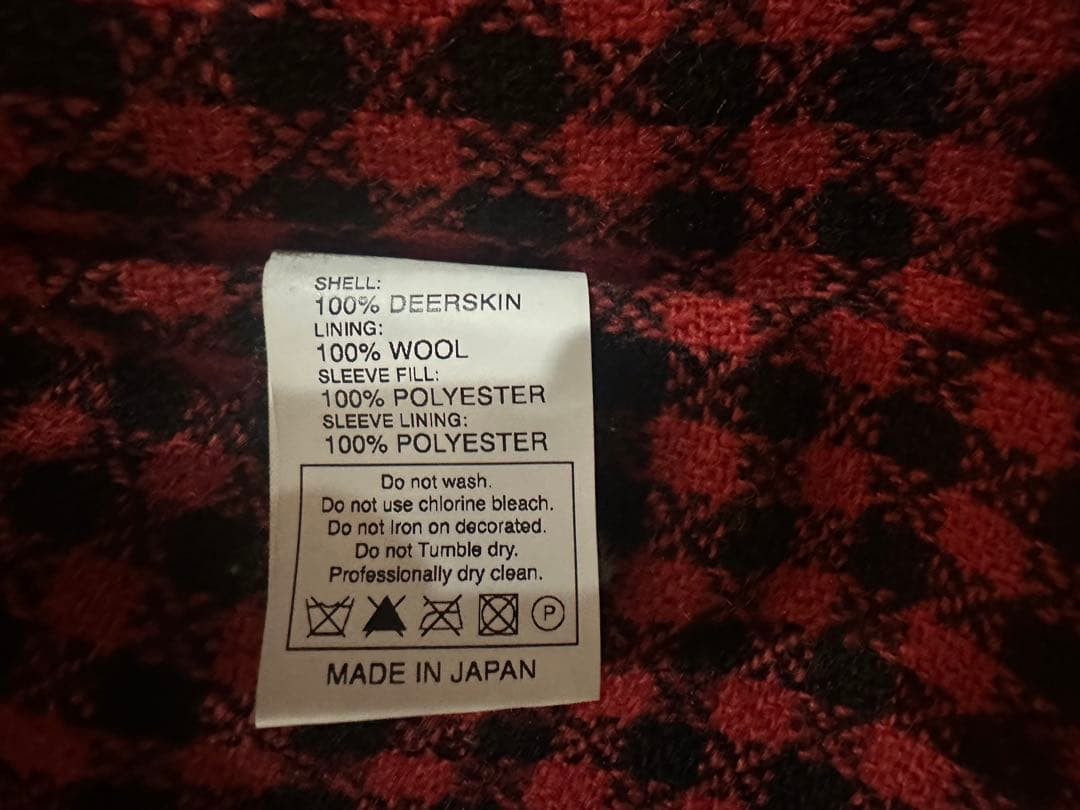 SHELL:
100% DEERSKIN
LINING:
100% WOOL
SLEEVE FILL:
100% POLYESTER
SLEEVE LINING:
100% POLYESTER
Do not wash.
Do not use chlorine bleach.
Do not Iron on decorated.
Do not Tumble dry.
Professionally dry clean.
P
MADE IN JAPAN